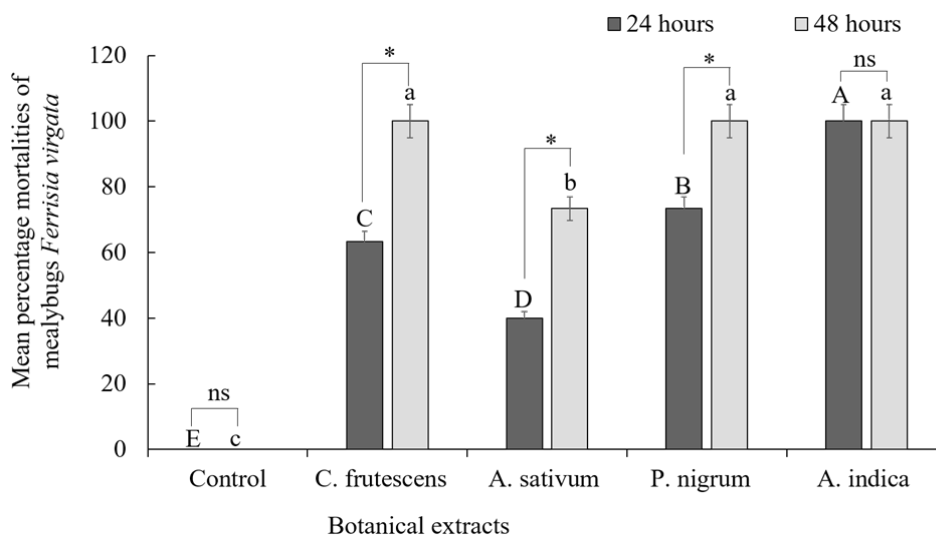 24 hours
48 hours
Mean percentage mortalities of
mealybugs Ferrisia virgata
120
100
80
60
40
20
0
ns
E
c
*
C
a
*
D
b
*
B
a
ns
A
a
Control
C. frutescens
A. sativum
P. nigrum
A. indica
Botanical extracts